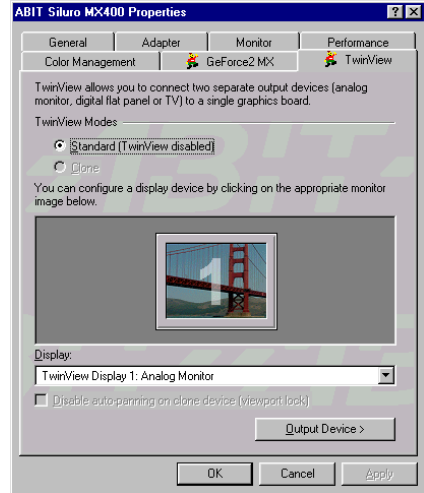 ABIT Siluro MX400 Properties
General Adapter Monitor Performance
Color Management GeForce2 MX TwinView
TwinView allows you to connect two separate output devices (analog
monitor, digital flat panel or TV) to a single graphics board.
TwinView Modes
Standard (TwinView disabled)
Clone
You can configure a display device by clicking on the appropriate monitor
image below.
1
Display:
TwinView Display 1: Analog Monitor
Disable auto-panning on clone device (viewport lock)
Output Device >
OK Cancel Apply